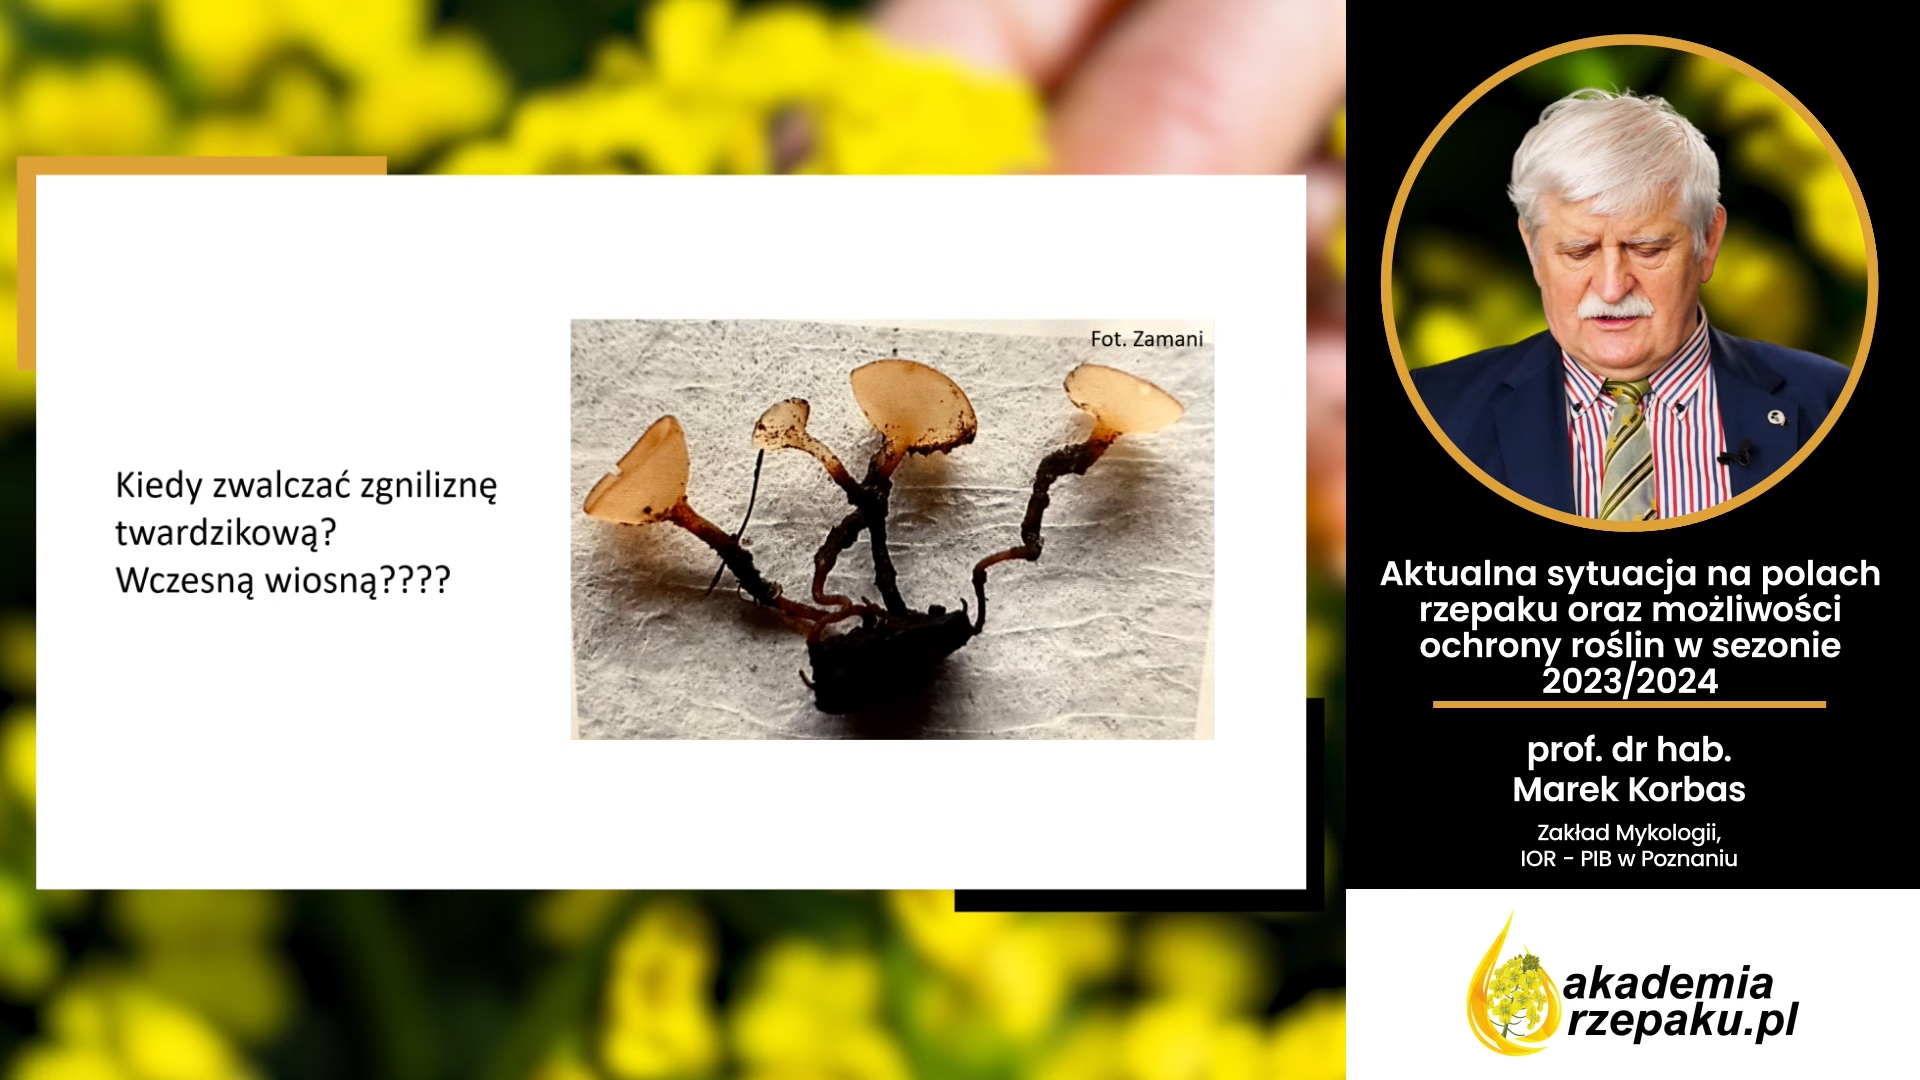 Fot. Zamani
Kiedy zwalczać zgniliznę
twardzikową?
Wczesną wiosną????
Aktualna sytuacja na polach
rzepaku oraz możliwości
ochrony roślin w sezonie
2023/2024
prof. dr hab.
Marek Korbas
Zakład Mykologii,
IOR - PIB w Poznaniu
akademia
rzepaku.pl